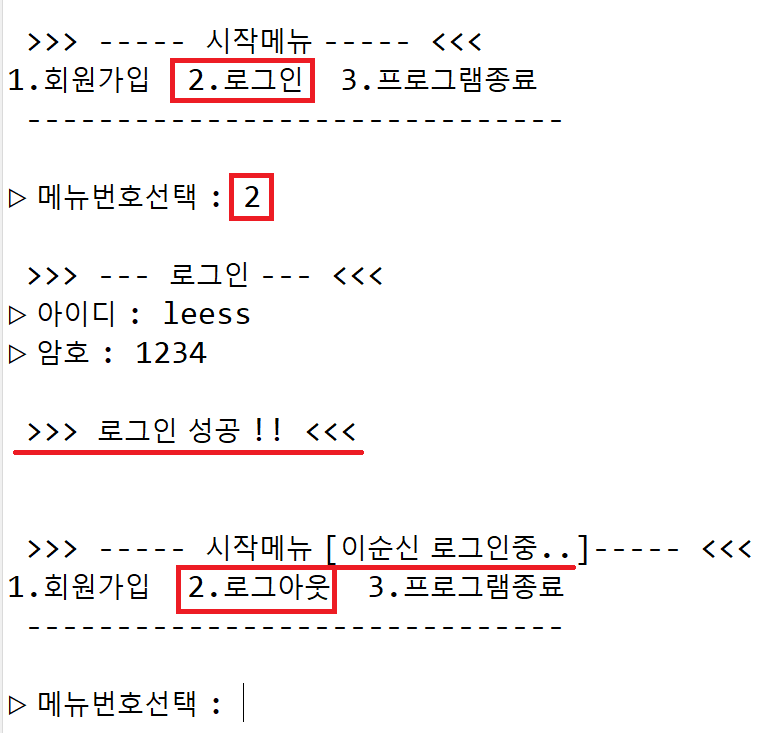 >>> ----- 시작메뉴 ----- <<<
1.회원가입 2.로그인 3.프로그램종료
------------------------------
▷ 메뉴번호선택 : 2
>>> --- 로그인 --- <<<
▷ 아이디 : leess
▷ 암호 : 1234
>>> 로그인 성공 !! <<<
>>> ----- 시작메뉴 [이순신 로그인중..]----- <<<
1.회원가입 2.로그아웃 3.프로그램종료
------------------------------
▷ 메뉴번호선택 :